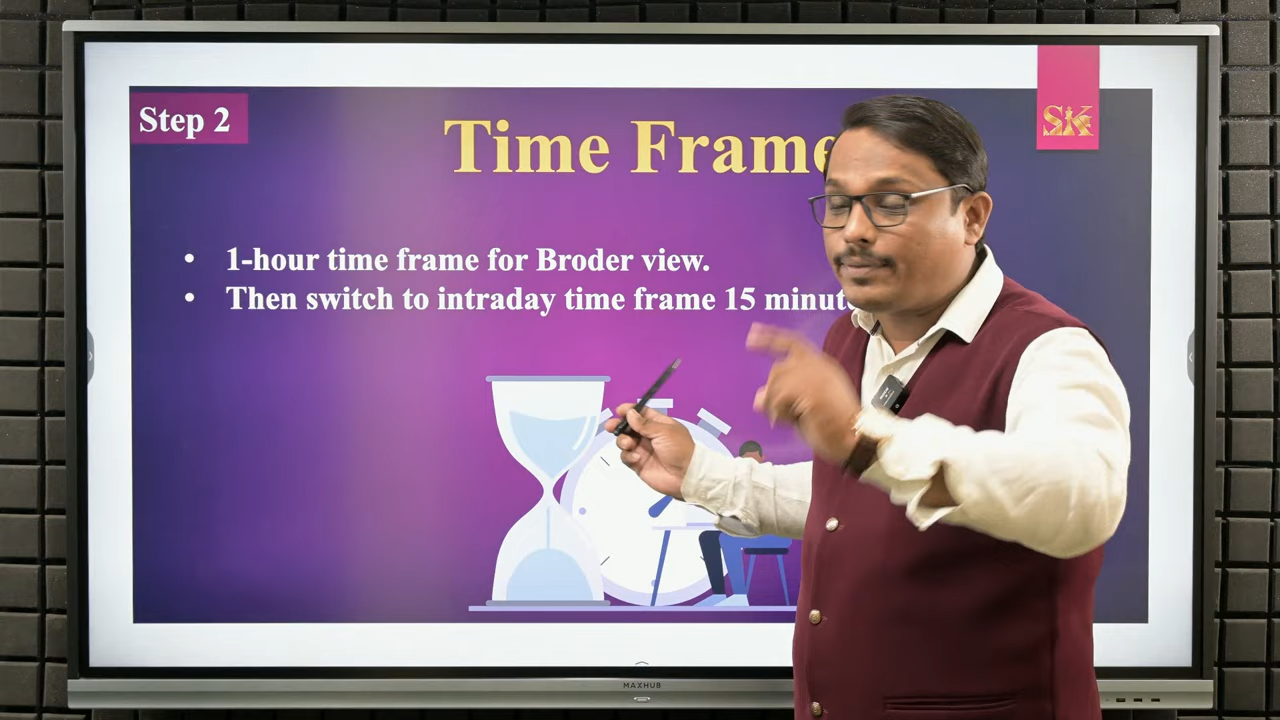 Step 2
SK
Time Frame
• 1-hour time frame for Broder view.
• Then switch to intraday time frame 15 minut
MAXHUB